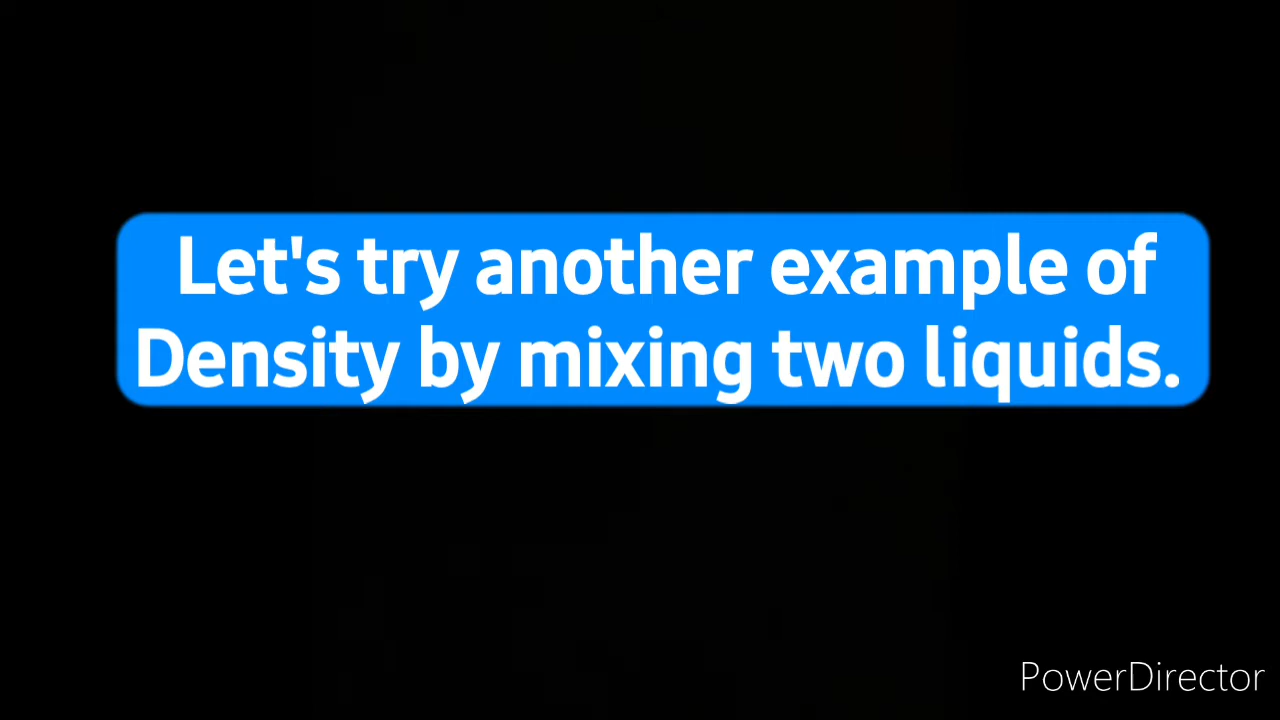 Let's try another example of
Density by mixing two liquids.
PowerDirector